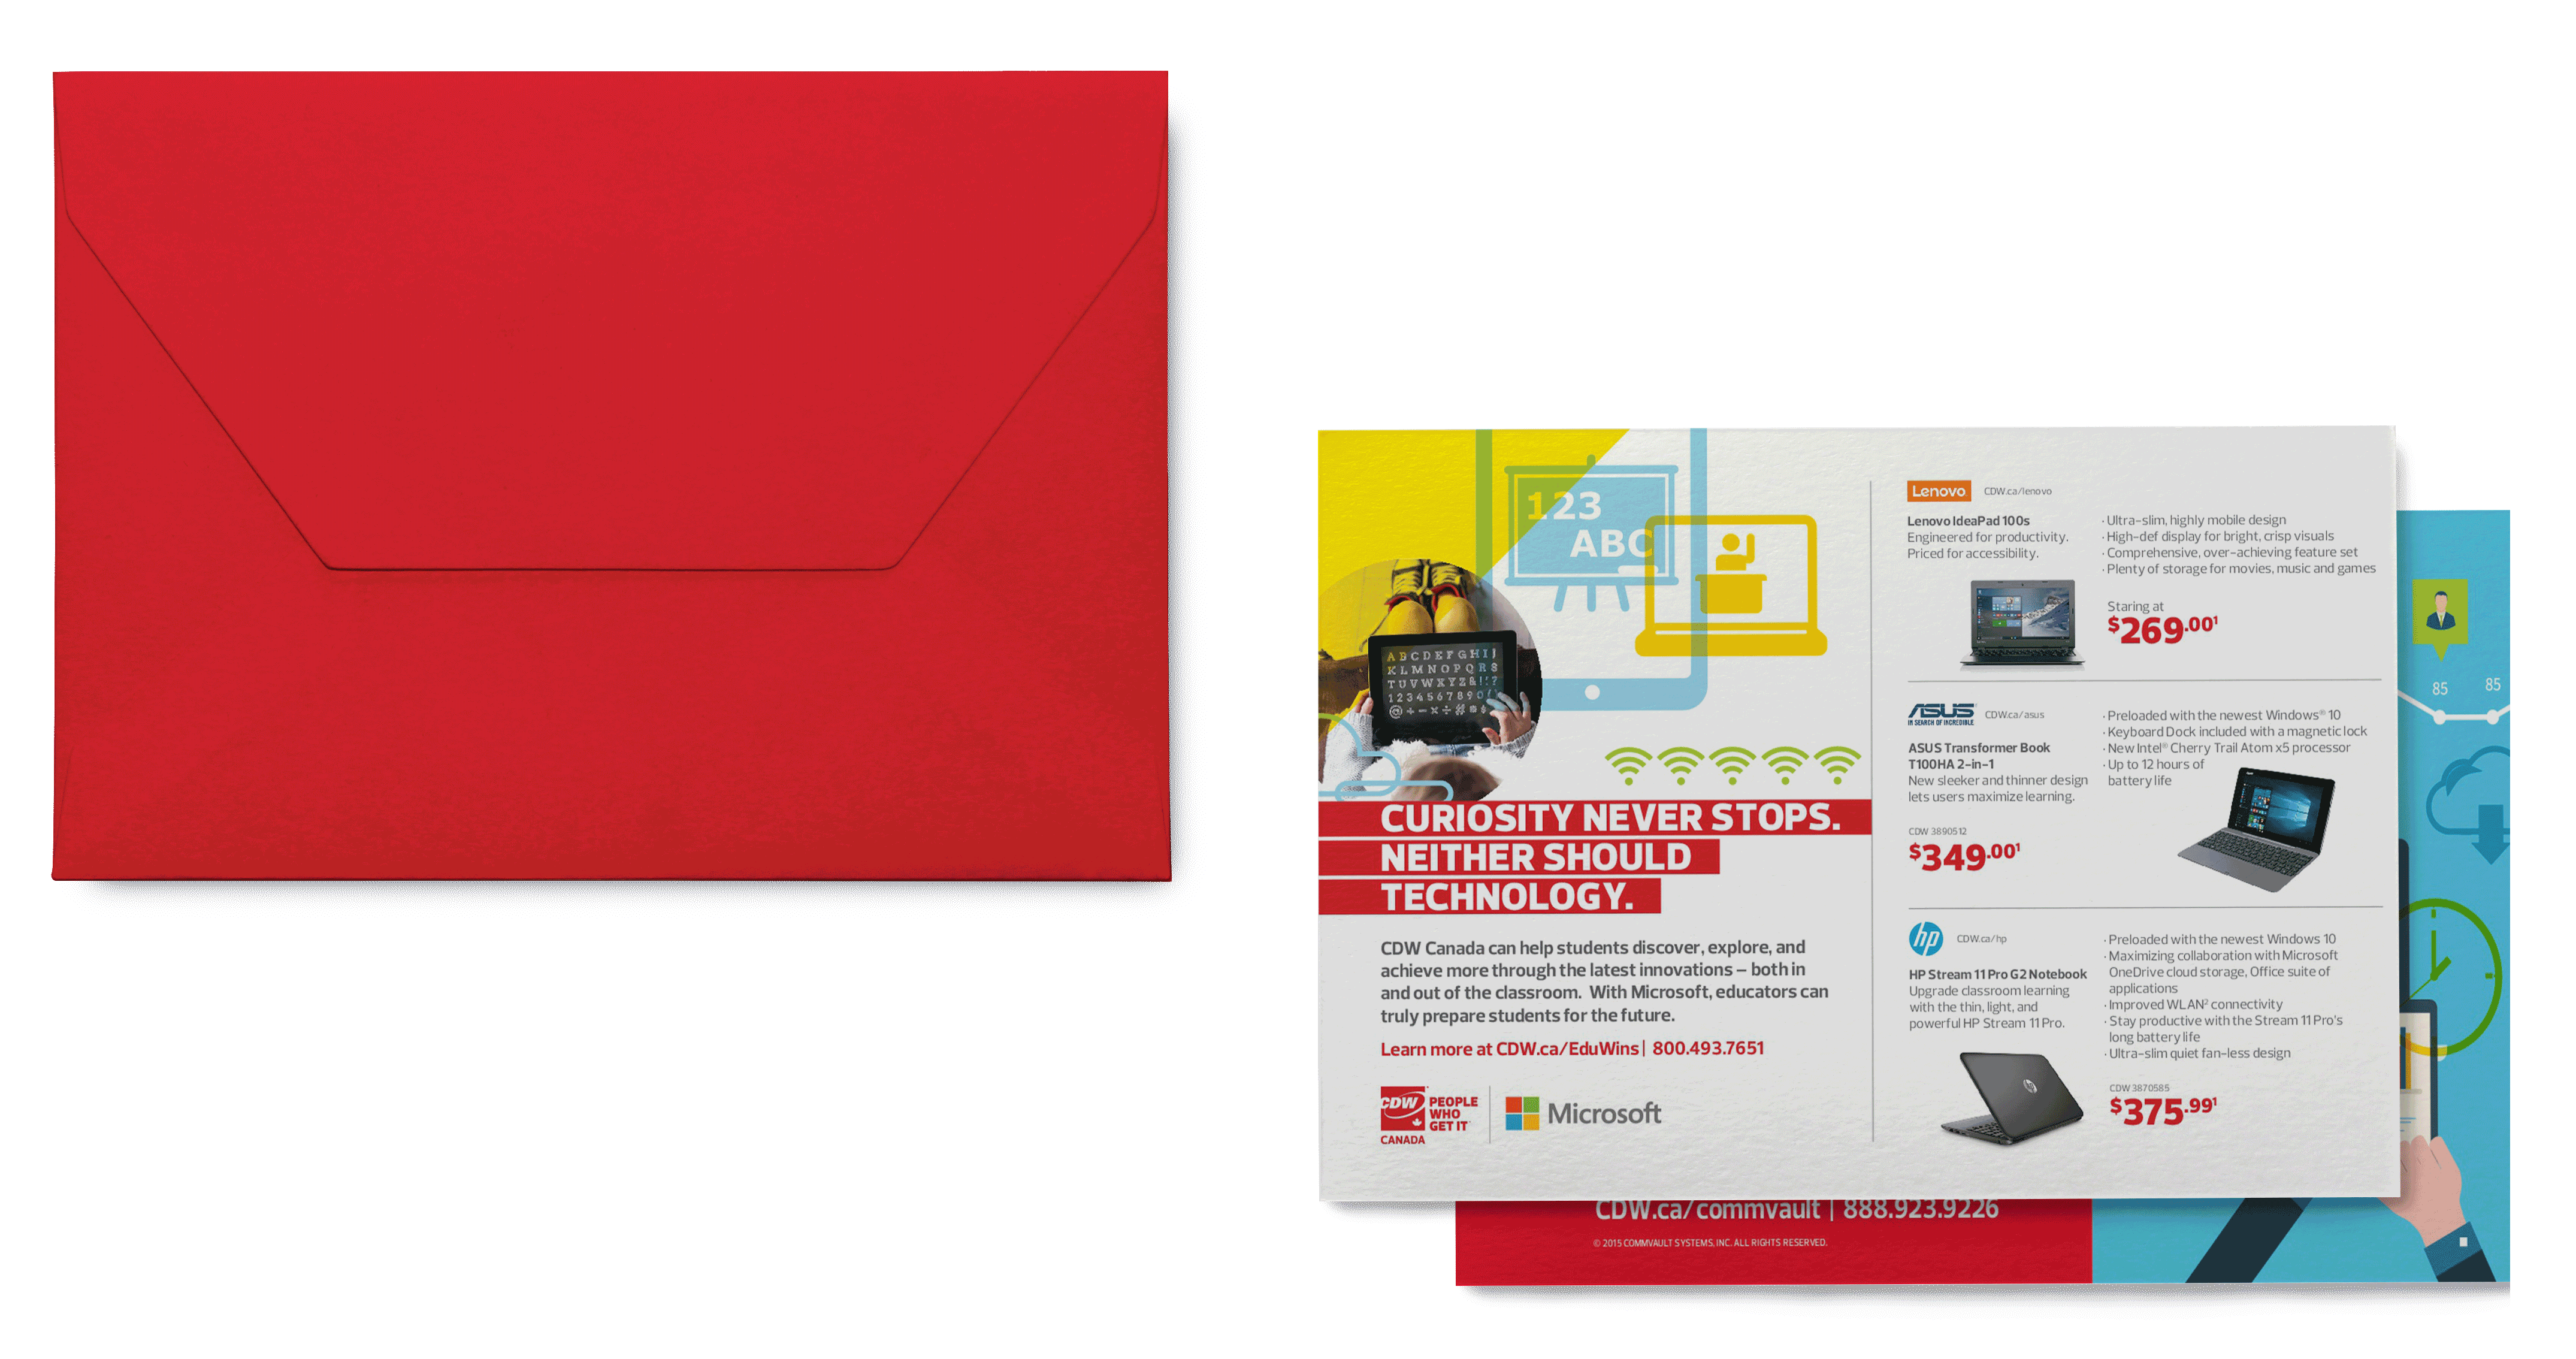 123
ABC
A B C D E F G H I J
K L M N O P Q R S
T U V W X Y Z & ! : ?
1 2 3 4 5 6 7 8 9 0 ( )
@ + – × ÷ # $
CURIOSITY NEVER STOPS.
NEITHER SHOULD
TECHNOLOGY.
CDW Canada can help students discover, explore, and
achieve more through the latest innovations – both in
and out of the classroom. With Microsoft, educators can
truly prepare students for the future.
Learn more at CDW.ca/EduWins | 800.493.7651
CDW PEOPLE
WHO
GET IT
CANADA
Microsoft
Lenovo CDW.ca/lenovo
Lenovo IdeaPad 100s
Engineered for productivity.
Priced for accessibility.
· Ultra-slim, highly mobile design
· High-def display for bright, crisp visuals
· Comprehensive, over-achieving feature set
· Plenty of storage for movies, music and games
Staring at
$269.00¹
ASUS CDW.ca/asus
IN SEARCH OF INCREDIBLE
ASUS Transformer Book
T100HA 2-in-1
New sleeker and thinner design
lets users maximize learning.
CDW 3890512
$349.00¹
· Preloaded with the newest Windows® 10
· Keyboard Dock included with a magnetic lock
· New Intel® Cherry Trail Atom x5 processor
· Up to 12 hours of
battery life
hp CDW.ca/hp
HP Stream 11 Pro G2 Notebook
Upgrade classroom learning
with the thin, light, and
powerful HP Stream 11 Pro.
· Preloaded with the newest Windows 10
· Maximizing collaboration with Microsoft
OneDrive cloud storage, Office suite of
applications
· Improved WLAN² connectivity
· Stay productive with the Stream 11 Pro's
long battery life
· Ultra-slim quiet fan-less design
CDW 3870585
$375.99¹
85 85
CDW.ca/commvault | 888.923.9226
© 2015 COMMVAULT SYSTEMS, INC. ALL RIGHTS RESERVED.